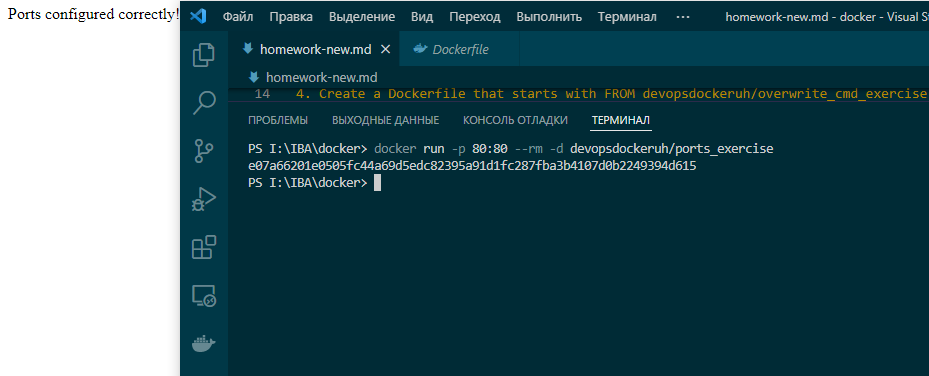 Ports configured correctly!
Файл Правка Выделение Вид Переход Выполнить Терминал ··· homework-new.md - docker - Visual
homework-new.md × Dockerfile
homework-new.md
14 4. Create a Dockerfile that starts with FROM devopsdockeruh/overwrite_cmd_exercise
ПРОБЛЕМЫ ВЫХОДНЫЕ ДАННЫЕ КОНСОЛЬ ОТЛАДКИ ТЕРМИНАЛ
PS I:\IBA\docker> docker run -p 80:80 --rm -d devopsdockeruh/ports_exercise
e07a66201e0505fc44a69d5edc82395a91d1fc287fba3b4107d0b2249394d615
PS I:\IBA\docker>